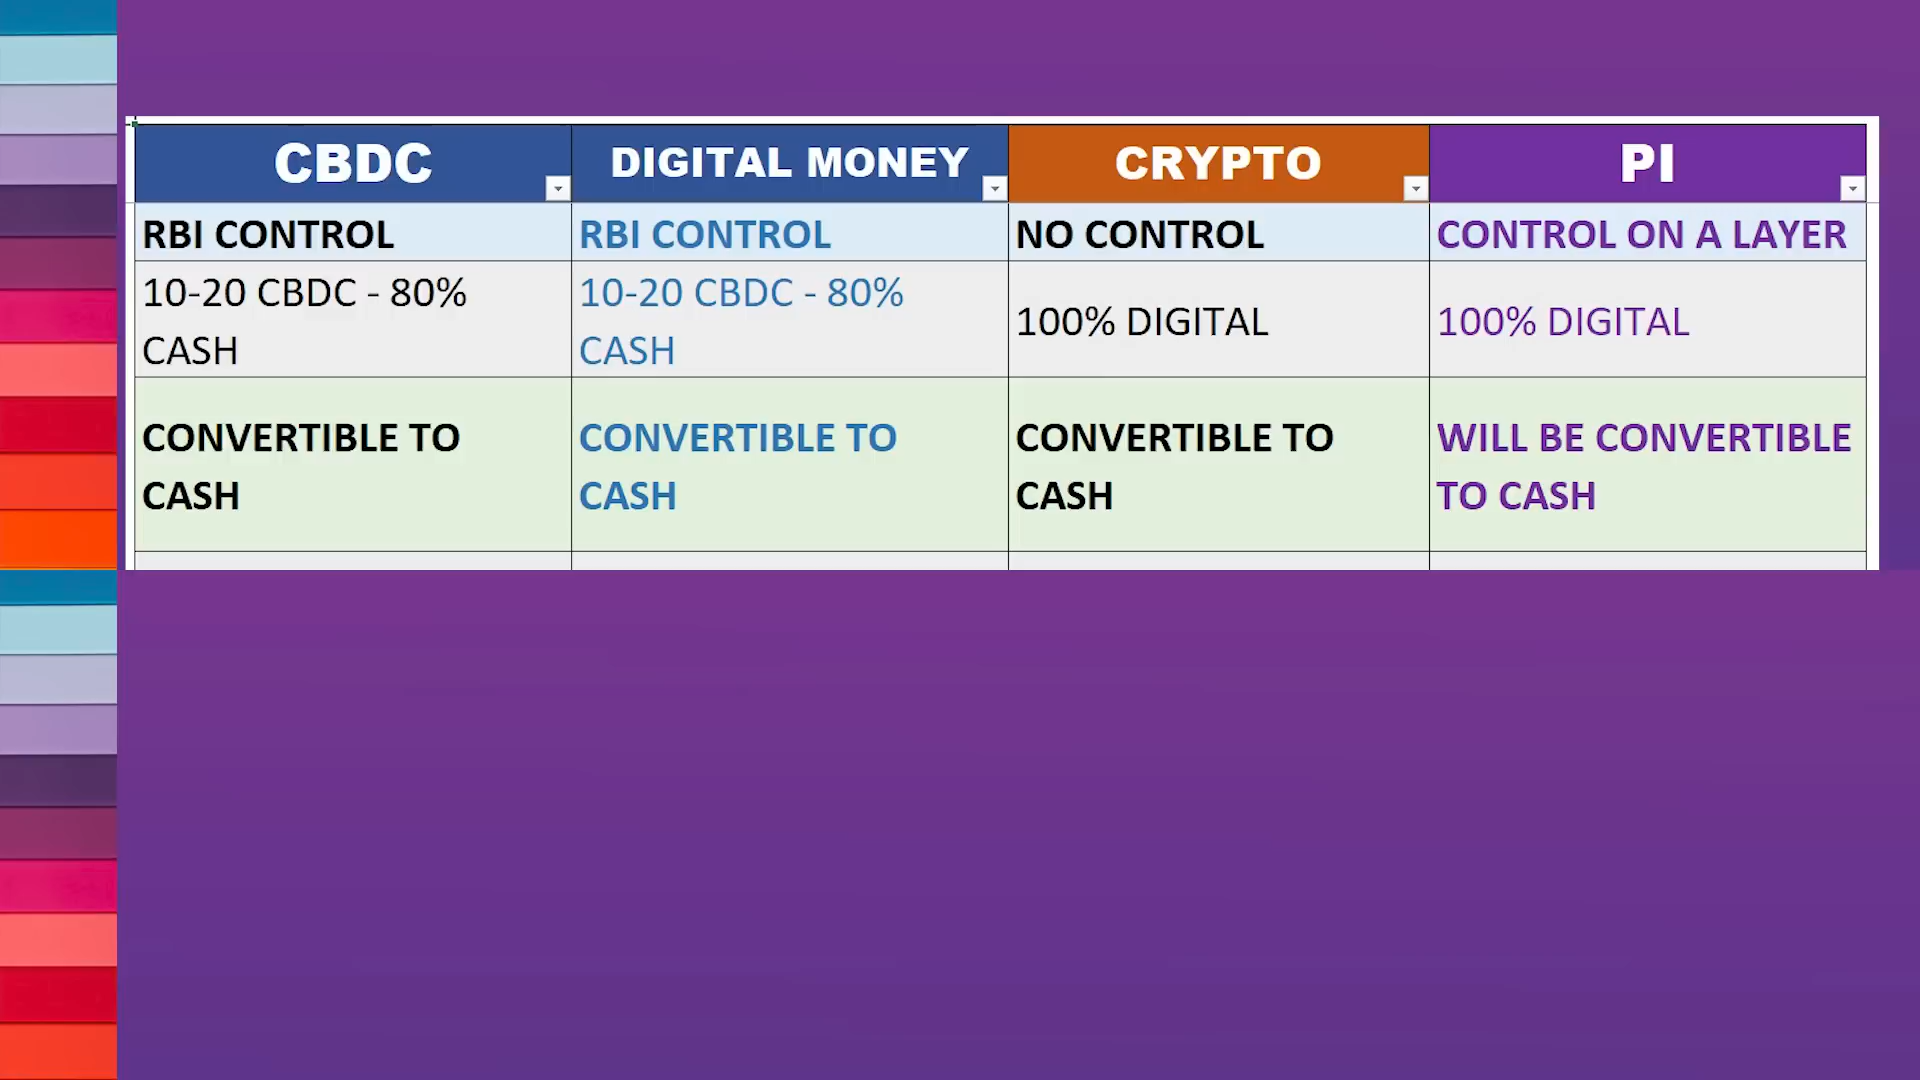 CBDC DIGITAL MONEY CRYPTO PI
RBI CONTROL RBI CONTROL NO CONTROL CONTROL ON A LAYER
10-20 CBDC - 80% CASH 10-20 CBDC - 80% CASH 100% DIGITAL 100% DIGITAL
CONVERTIBLE TO CASH CONVERTIBLE TO CASH CONVERTIBLE TO CASH WILL BE CONVERTIBLE TO CASH